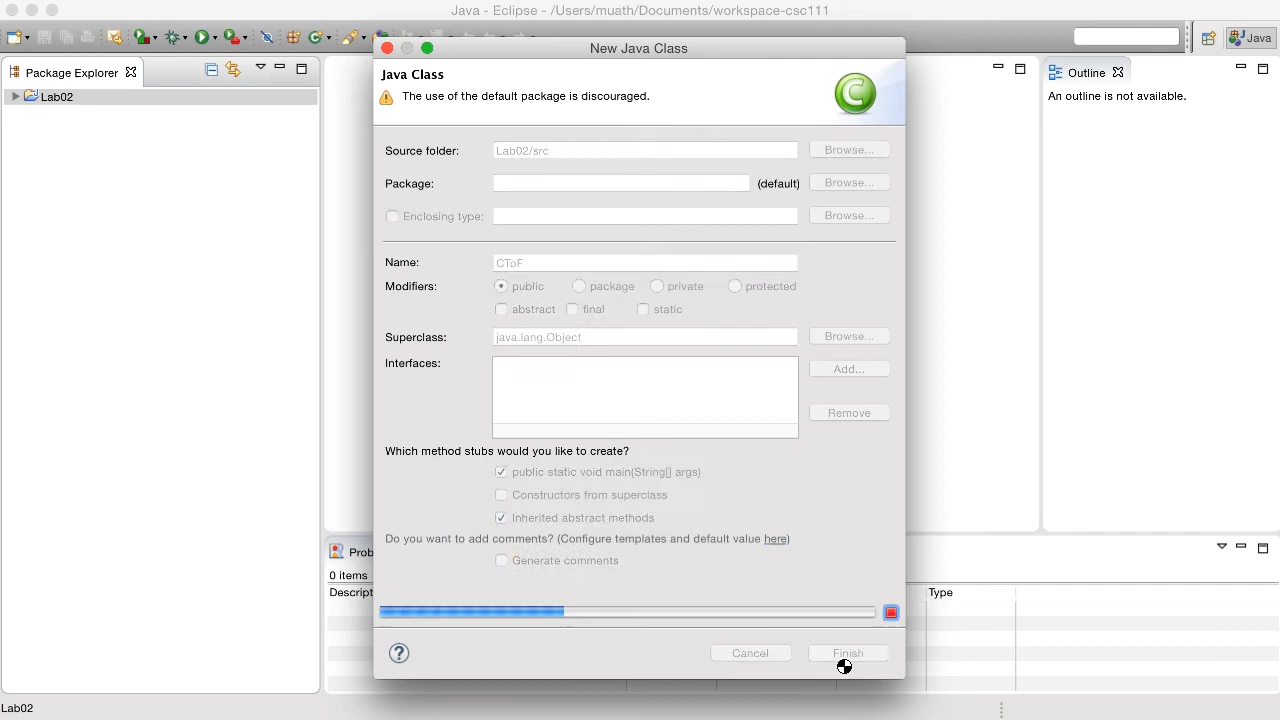 Java - Eclipse - /Users/muath/Documents/workspace-csc111
Java
Package Explorer
Lab02
New Java Class
Java Class
The use of the default package is discouraged.
Source folder: Lab02/src Browse...
Package: (default) Browse...
Enclosing type: Browse...
Name: CToF
Modifiers: public package private protected
abstract final static
Superclass: java.lang.Object Browse...
Interfaces: Add...
Remove
Which method stubs would you like to create?
public static void main(String[] args)
Constructors from superclass
Inherited abstract methods
Do you want to add comments? (Configure templates and default value here)
Generate comments
Cancel Finish
Outline
An outline is not available.
Prob
0 items
Descript Type
Lab02